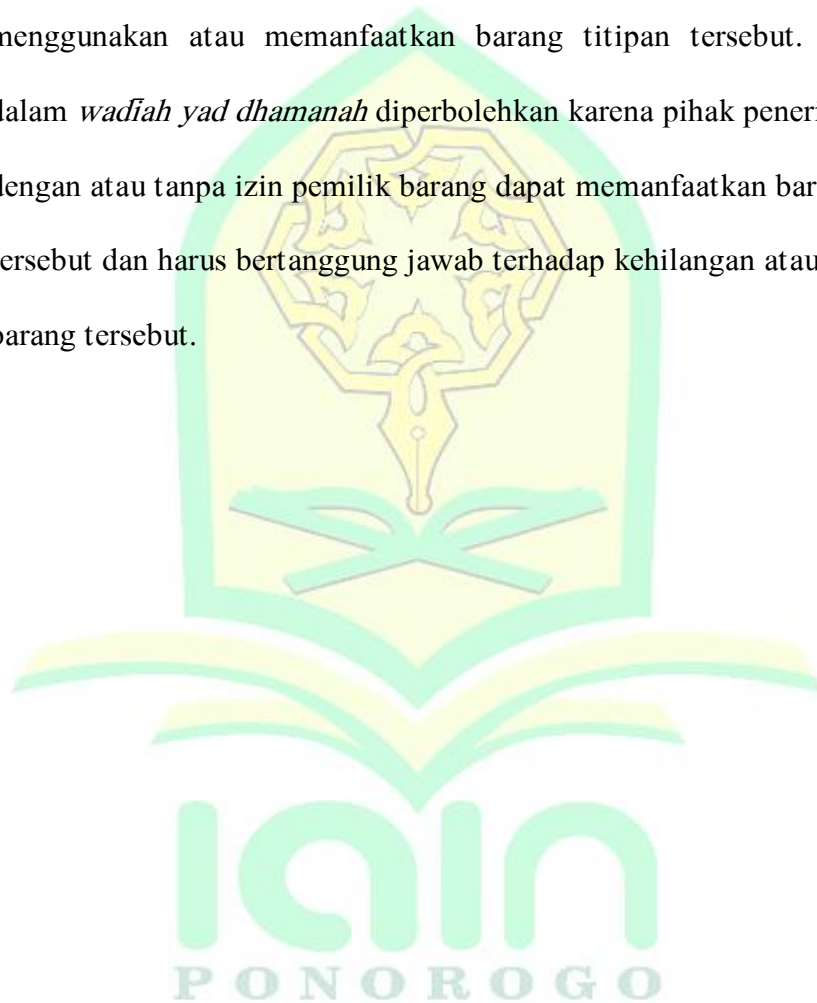 menggunakan atau memanfaatkan barang titipan tersebut.
dalam wadīah yad dhamanah diperbolehkan karena pihak
dengan atau tanpa izin pemilik barang dapat memanfaatkan
tersebut dan harus bertanggung jawab terhadap kehilangan atau
barang tersebut.
IAIN
PONOROGO